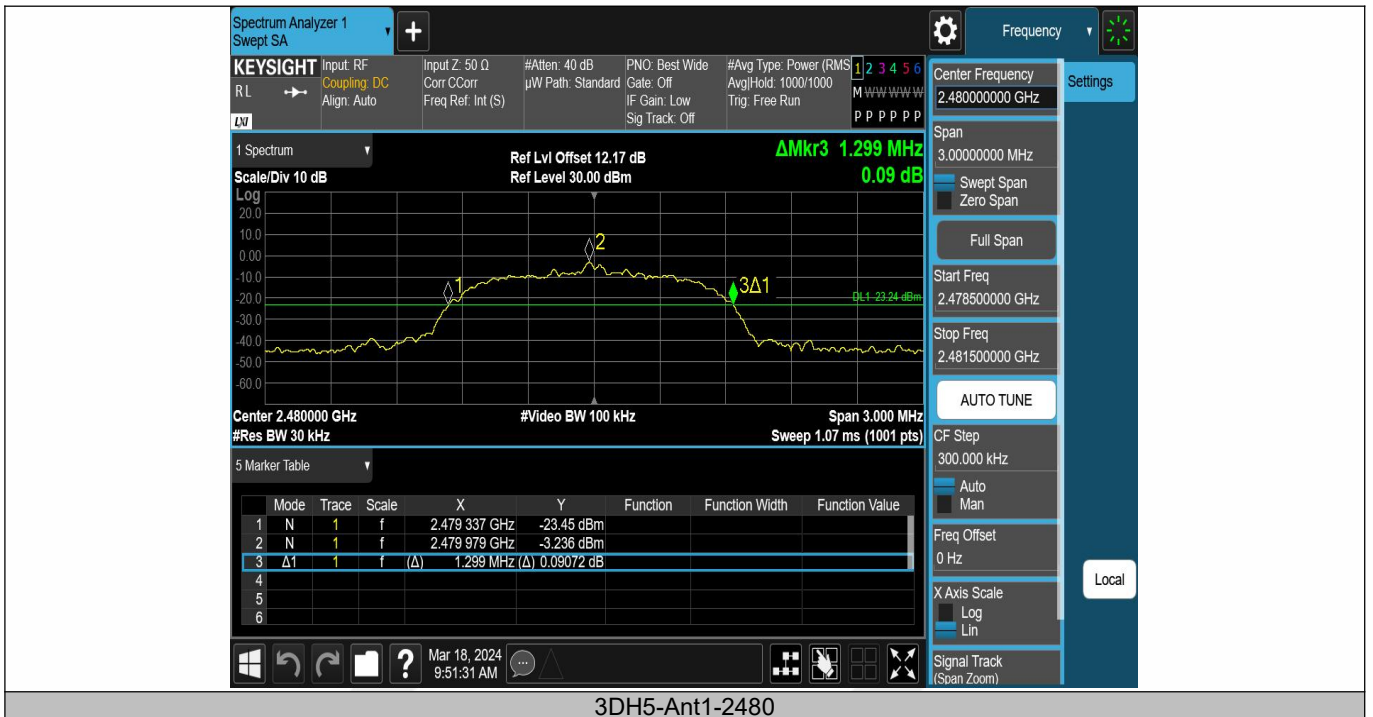 Spectrum Analyzer 1
Swept SA
+
Frequency
KEYSIGHT
RL
LXI
Input: RF
Coupling: DC
Align: Auto
Input Z: 50 Ω
Corr CCorr
Freq Ref: Int (S)
#Atten: 40 dB
µW Path: Standard
PNO: Best Wide
Gate: Off
IF Gain: Low
Sig Track: Off
#Avg Type: Power (RMS
Avg|Hold: 1000/1000
Trig: Free Run
1 2 3 4 5 6
M W W W W W
P P P P P P
1 Spectrum
Scale/Div 10 dB
Ref Lvl Offset 12.17 dB
Ref Level 30.00 dBm
ΔMkr3 1.299 MHz
0.09 dB
Log
20.0
10.0
0.00
-10.0
-20.0
-30.0
-40.0
-50.0
-60.0
1
2
3Δ1
DL1 -23.24 dBm
Center 2.480000 GHz
#Video BW 100 kHz
Span 3.000 MHz
#Res BW 30 kHz
Sweep 1.07 ms (1001 pts)
5 Marker Table
Mode Trace Scale X Y Function Function Width Function Value
1 N 1 f 2.479 337 GHz -23.45 dBm
2 N 1 f 2.479 979 GHz -3.236 dBm
3 Δ1 1 f (Δ) 1.299 MHz (Δ) 0.09072 dB
4
5
6
?
Mar 18, 2024
9:51:31 AM
Center Frequency
2.480000000 GHz
Settings
Span
3.00000000 MHz
Swept Span
Zero Span
Full Span
Start Freq
2.478500000 GHz
Stop Freq
2.481500000 GHz
AUTO TUNE
CF Step
300.000 kHz
Auto
Man
Freq Offset
0 Hz
Local
X Axis Scale
Log
Lin
Signal Track
(Span Zoom)
3DH5-Ant1-2480